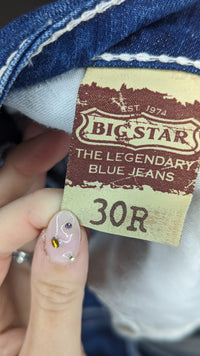 EST. 1974
BIG STAR
THE LEGENDARY
BLUE JEANS
30R